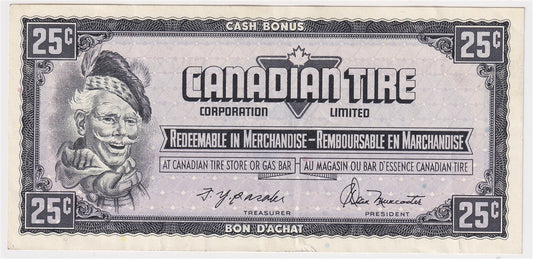 CASH BONUS
25¢ 25¢
CANADIAN TIRE
CORPORATION LIMITED
REDEEMABLE IN MERCHANDISE–REMBOURSABLE EN MARCHANDISE
AT CANADIAN TIRE STORE OR GAS BAR AU MAGASIN OU BAR D'ESSENCE CANADIAN TIRE
TREASURER PRESIDENT
25¢ 25¢
BON D'ACHAT